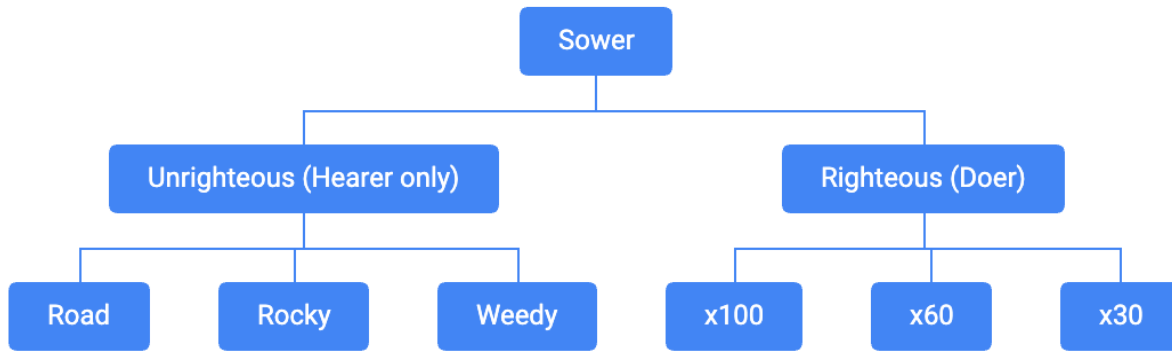 Sower
Unrighteous (Hearer only)
Righteous (Doer)
Road
Rocky
Weedy
x100
x60
x30